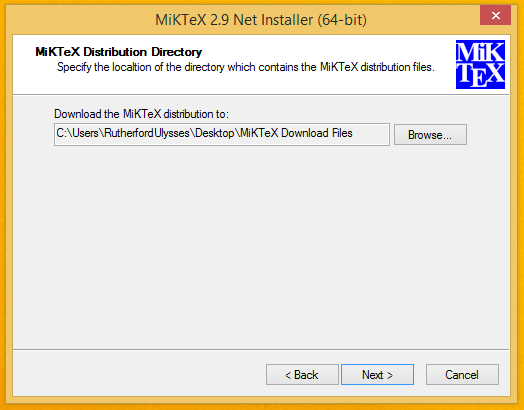 MiKTeX 2.9 Net Installer (64-bit)
MiKTeX Distribution Directory
Specify the localtion of the directory which contains the MiKTeX distribution files.
MiK
TEX
Download the MiKTeX distribution to:
C:\Users\RutherfordUlysses\Desktop\MiKTeX Download Files
Browse...
< Back
Next >
Cancel